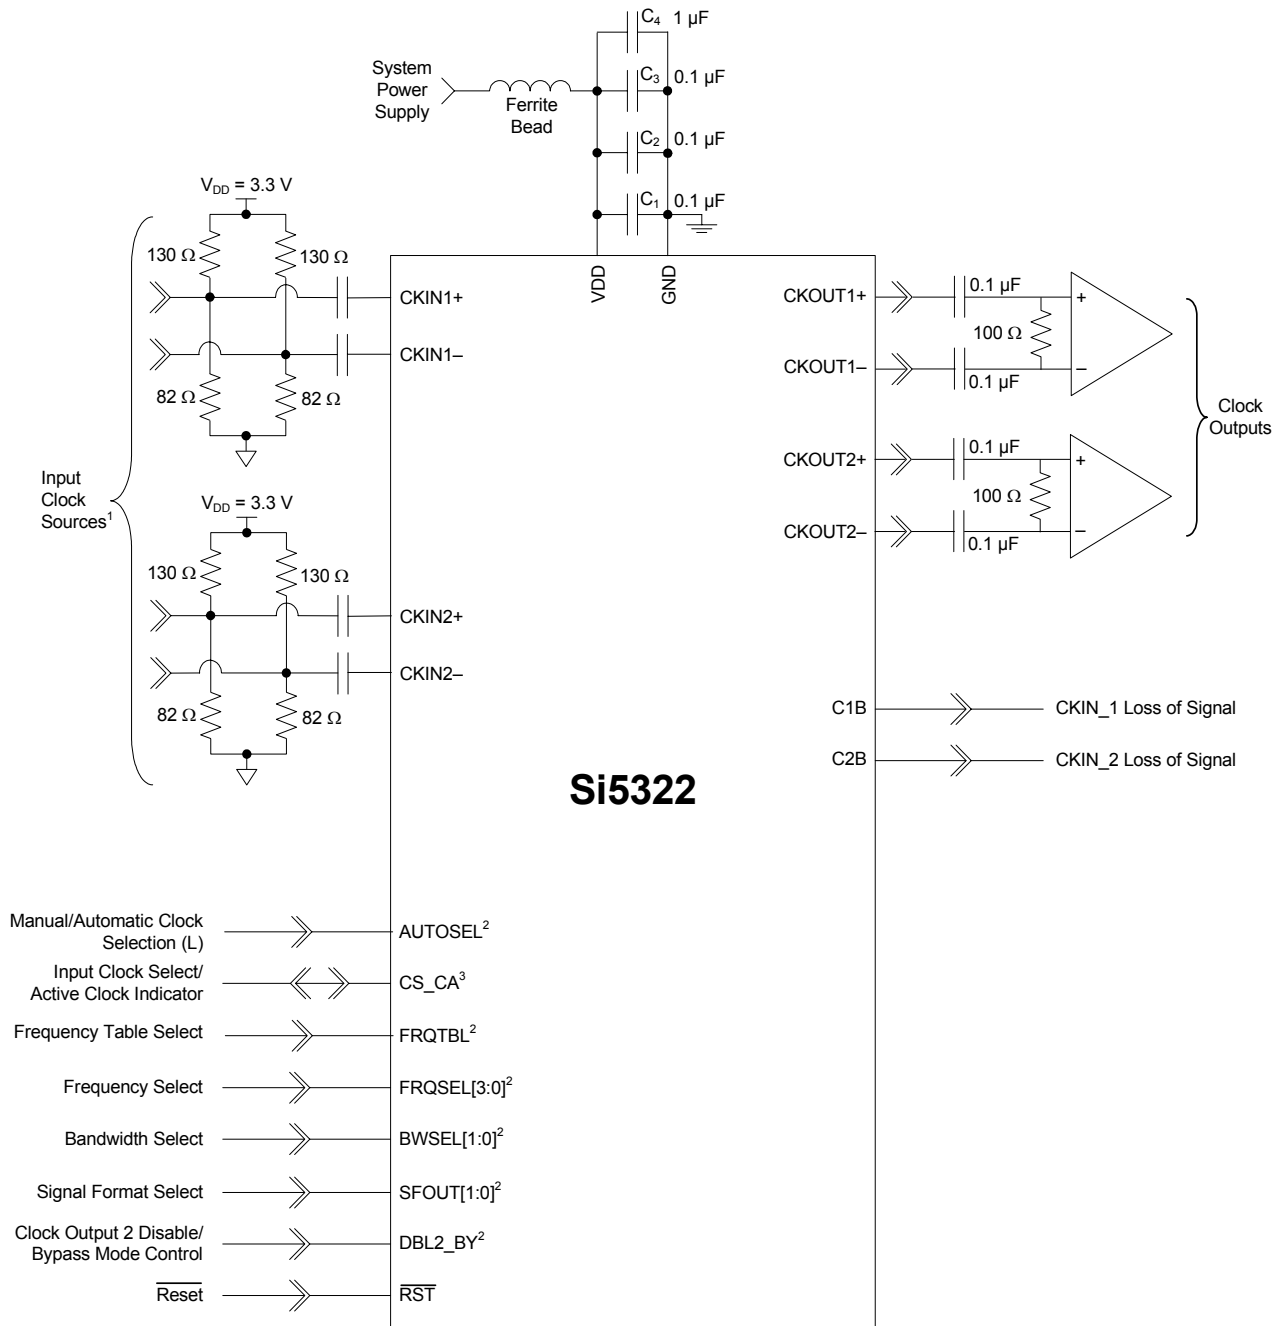 C4 1 µF
System
Power
Supply
C3 0.1 µF
Ferrite
Bead
C2 0.1 µF
C1 0.1 µF
VDD = 3.3 V
130 Ω
130 Ω
VDD
GND
CKIN1+
CKIN1–
82 Ω
82 Ω
CKOUT1+
0.1 µF
+
100 Ω
CKOUT1–
–
0.1 µF
Clock
Outputs
CKOUT2+
0.1 µF
+
100 Ω
CKOUT2–
–
0.1 µF
Input
Clock
Sources1
VDD = 3.3 V
130 Ω
130 Ω
CKIN2+
CKIN2–
82 Ω
82 Ω
C1B
CKIN_1 Loss of Signal
C2B
CKIN_2 Loss of Signal
Si5322
Manual/Automatic Clock
Selection (L)
AUTOSEL2
Input Clock Select/
Active Clock Indicator
CS_CA3
Frequency Table Select
FRQTBL2
Frequency Select
FRQSEL[3:0]2
Bandwidth Select
BWSEL[1:0]2
Signal Format Select
SFOUT[1:0]2
Clock Output 2 Disable/
Bypass Mode Control
DBL2_BY2
Reset
RST